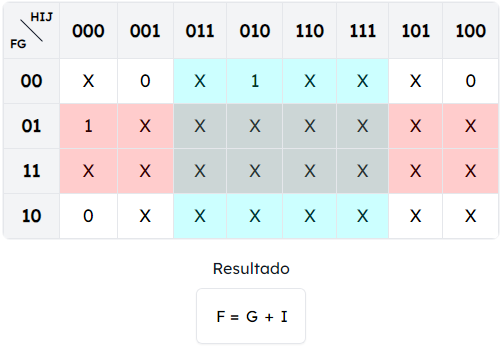 HIJ
FG
000 001 011 010 110 111 101 100
00 X 0 X 1 X X X 0
01 1 X X X X X X X
11 X X X X X X X X
10 0 X X X X X X X
Resultado
F = G + I